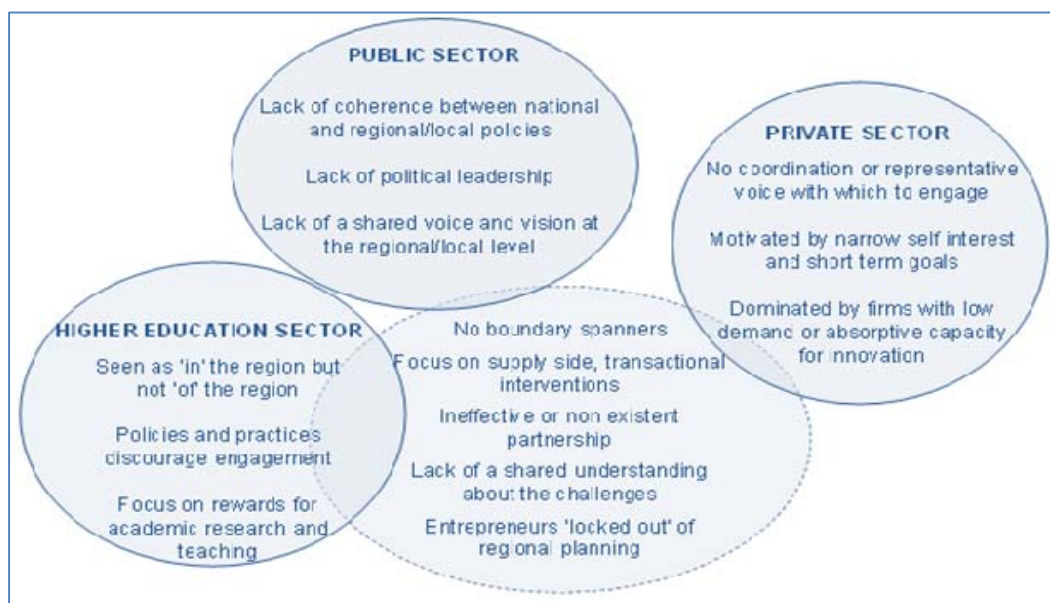 PUBLIC SECTOR
Lack of coherence between national
and regional/local policies
Lack of political leadership
Lack of a shared voice and vision at
the regional/local level
PRIVATE SECTOR
No coordination or representative
voice with which to engage
Motivated by narrow self interest
and short term goals
Dominated by firms with low
demand or absorptive capacity
for innovation
HIGHER EDUCATION SECTOR
Seen as 'in' the region but
not 'of' the region
Policies and practices
discourage engagement
Focus on rewards for
academic research and
teaching
No boundary spanners
Focus on supply side, transactional
interventions
Ineffective or non existent
partnership
Lack of a shared understanding
about the challenges
Entrepreneurs 'locked out' of
regional planning